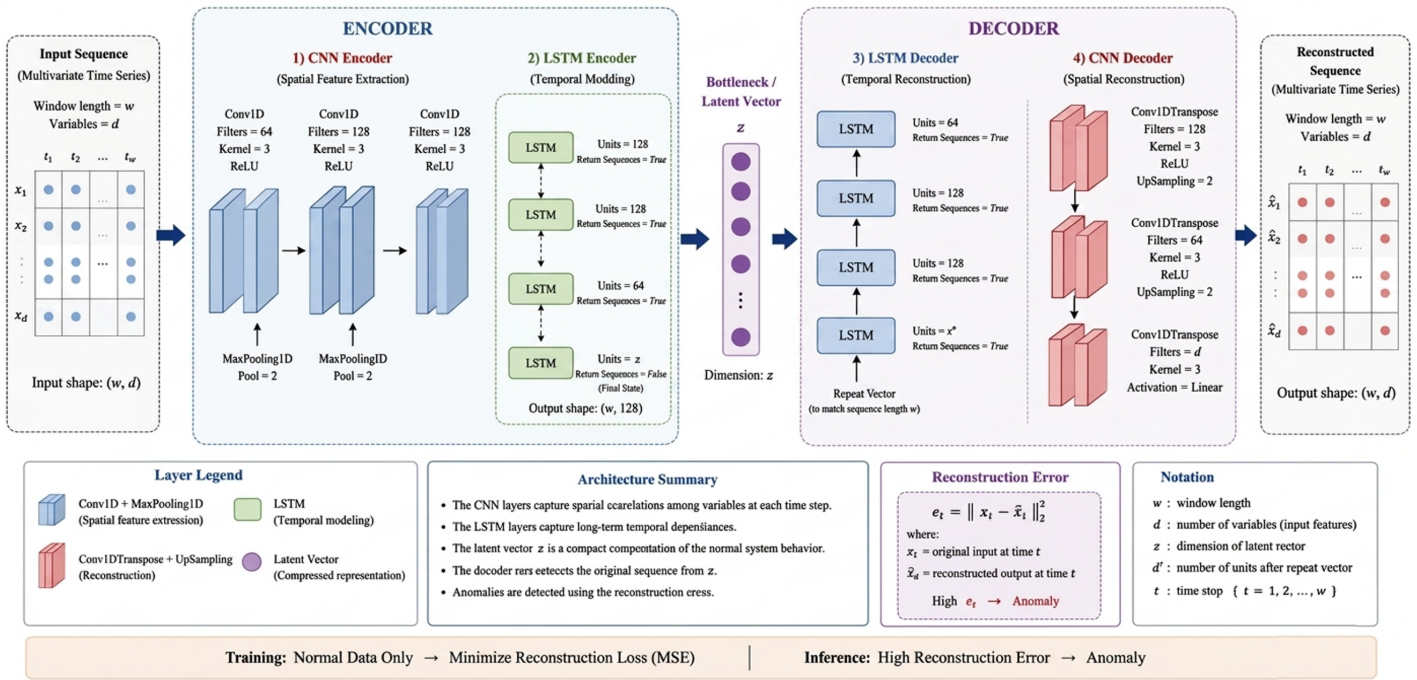 ENCODER
DECODER
Input Sequence
(Multivariate Time Series)
Window length = w
Variables = d
t₁ t₂ ... t_w
x₁
...
x₂
...
⋮
...
⋮
x_d
Input shape: (w, d)
1) CNN Encoder
(Spatial Feature Extraction)
Conv1D
Filters = 64
Kernel = 3
ReLU
Conv1D
Filters = 128
Kernel = 3
ReLU
Conv1D
Filters = 128
Kernel = 3
ReLU
MaxPooling1D
Pool = 2
MaxPoolingID
Pool = 2
2) LSTM Encoder
(Temporal Modding)
LSTM
Units = 128
Return Sequences = True
LSTM
Units = 128
Return Sequences = True
LSTM
Units = 64
Return Sequences = True
LSTM
Units = z
Return Sequences = False
(Final State)
Output shape: (w, 128)
Bottleneck /
Latent Vector
z
⋮
Dimension: z
3) LSTM Decoder
(Temporal Reconstruction)
LSTM
Units = 64
Return Sequences = True
LSTM
Units = 128
Return Sequences = True
LSTM
Units = 128
Return Sequences = True
LSTM
Units = x*
Return Sequences = True
Repeat Vector
(to match sequence length w)
4) CNN Decoder
(Spatial Reconstruction)
Conv1DTranspose
Filters = 128
Kernel = 3
ReLU
UpSampling = 2
Conv1DTranspose
Filters = 64
Kernel = 3
ReLU
UpSampling = 2
Conv1DTranspose
Filters = d
Kernel = 3
Activation = Linear
Reconstructed
Sequence
(Multivariate Time Series)
Window length = w
Variables = d
t₁ t₂ ... t_w
x̂₁
...
x̂₂
...
⋮
...
⋮
x̂_d
Output shape: (w, d)
Layer Legend
Conv1D + MaxPooling1D
(Spatial feature extression)
LSTM
(Temporal modeling)
Conv1DTranspose + UpSampling
(Reconstruction)
Latent Vector
(Compressed representation)
Architecture Summary
• The CNN layers capture sparial ccarelations among variables at each time step.
• The LSTM layers capture long-term temporal depensiances.
• The latent vector z is a compact compentation of the normal system behavior.
• The docoder rers eetecects the original sequence from z.
• Anomalies are detected using the reconstruction cress.
Reconstruction Error
e_t = ‖ x_t − x̂_t ‖₂²
where:
x_t = original input at time t
x̂_d = reconstructed output at time t
High e_t → Anomaly
Notation
w : window length
d : number of variables (input features)
z : dimension of latent rector
d' : number of units after repeat vector
t : time stop { t = 1, 2, ..., w }
Training: Normal Data Only → Minimize Reconstruction Loss (MSE) | Inference: High Reconstruction Error → Anomaly